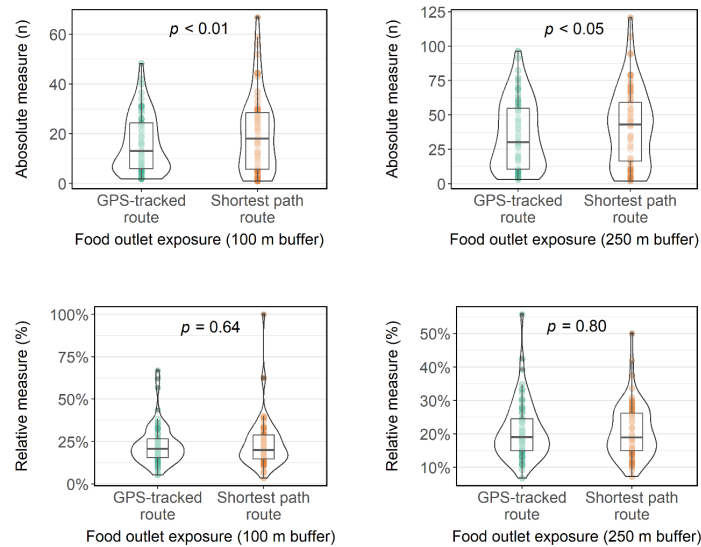 Absolute measure (n)
60
40
20
0
p < 0.01
GPS-tracked route
Shortest path route
Food outlet exposure (100 m buffer)
Absolute measure (n)
125
100
75
50
25
0
p < 0.05
GPS-tracked route
Shortest path route
Food outlet exposure (250 m buffer)
Relative measure (%)
100%
75%
50%
25%
0%
p = 0.64
GPS-tracked route
Shortest path route
Food outlet exposure (100 m buffer)
Relative measure (%)
50%
40%
30%
20%
10%
p = 0.80
GPS-tracked route
Shortest path route
Food outlet exposure (250 m buffer)